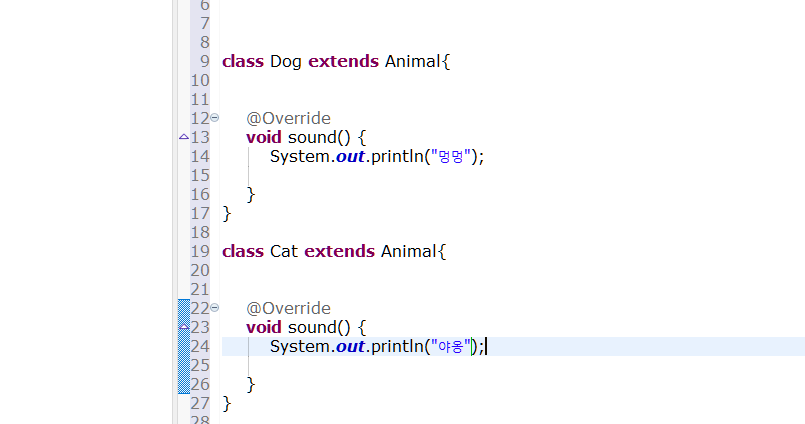 6
7
8
9 class Dog extends Animal{
10
11
12 @Override
13 void sound() {
14 System.out.println("멍멍");
15
16 }
17 }
18
19 class Cat extends Animal{
20
21
22 @Override
23 void sound() {
24 System.out.println("야옹");
25
26 }
27 }
28